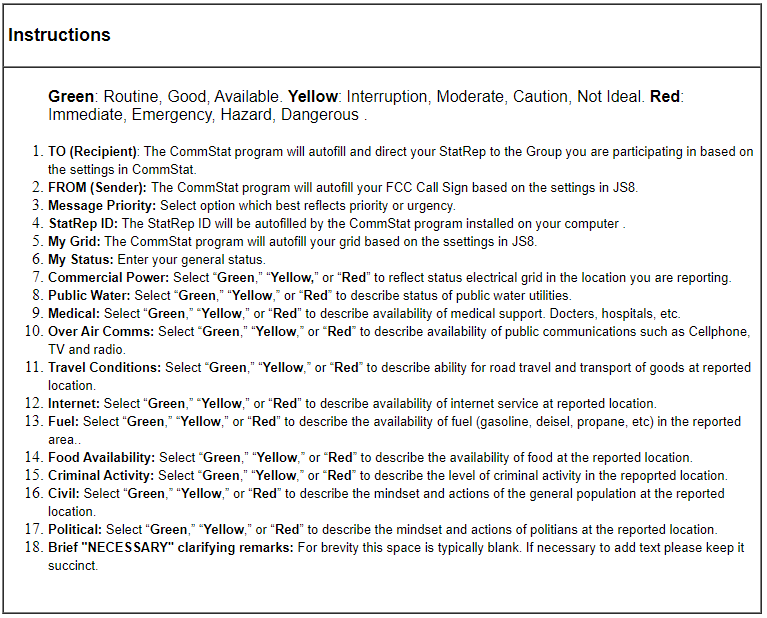 Instructions
Green: Routine, Good, Available. Yellow: Interruption, Moderate, Caution, Not Ideal. Red:
Immediate, Emergency, Hazard, Dangerous .
1. TO (Recipient): The CommStat program will autofill and direct your StatRep to the Group you are participating in based on
the settings in CommStat.
2. FROM (Sender): The CommStat program will autofill your FCC Call Sign based on the settings in JS8.
3. Message Priority: Select option which best reflects priority or urgency.
4. StatRep ID: The StatRep ID will be autofilled by the CommStat program installed on your computer .
5. My Grid: The CommStat program will autofill your grid based on the ssettings in JS8.
6. My Status: Enter your general status.
7. Commercial Power: Select “Green,” “Yellow,” or “Red” to reflect status electrical grid in the location you are reporting.
8. Public Water: Select “Green,” “Yellow,” or “Red” to describe status of public water utilities.
9. Medical: Select “Green,” “Yellow,” or “Red” to describe availability of medical support. Docters, hospitals, etc.
10. Over Air Comms: Select “Green,” “Yellow,” or “Red” to describe availability of public communications such as Cellphone,
TV and radio.
11. Travel Conditions: Select “Green,” “Yellow,” or “Red” to describe ability for road travel and transport of goods at reported
location.
12. Internet: Select “Green,” “Yellow,” or “Red” to describe availability of internet service at reported location.
13. Fuel: Select “Green,” “Yellow,” or “Red” to describe the availability of fuel (gasoline, deisel, propane, etc) in the reported
area..
14. Food Availability: Select “Green,” “Yellow,” or “Red” to describe the availability of food at the reported location.
15. Criminal Activity: Select “Green,” “Yellow,” or “Red” to describe the level of criminal activity in the repoprted location.
16. Civil: Select “Green,” “Yellow,” or “Red” to describe the mindset and actions of the general population at the reported
location.
17. Political: Select “Green,” “Yellow,” or “Red” to describe the mindset and actions of politians at the reported location.
18. Brief "NECESSARY" clarifying remarks: For brevity this space is typically blank. If necessary to add text please keep it
succinct.